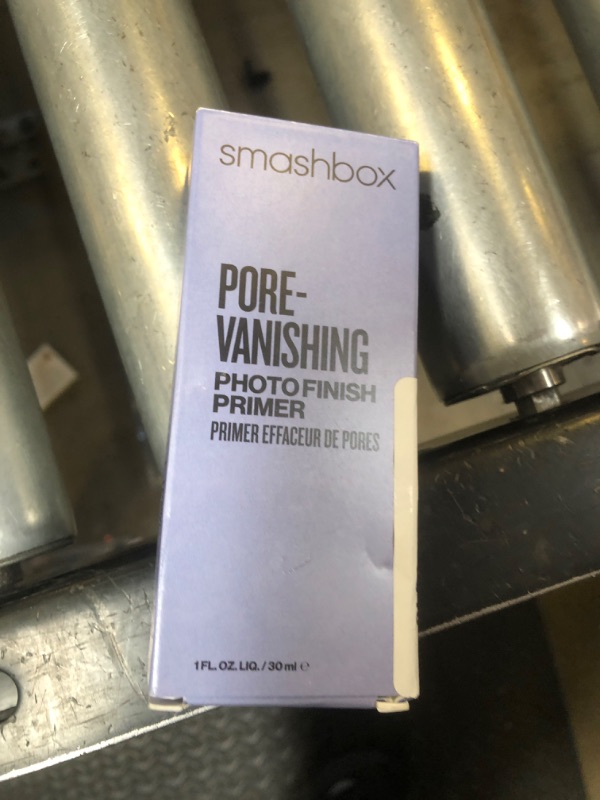 smashbox
PORE-
VANISHING
PHOTO FINISH
PRIMER
PRIMER EFFACEUR DE PORES
1 FL. OZ. LIQ. / 30 ml ℮